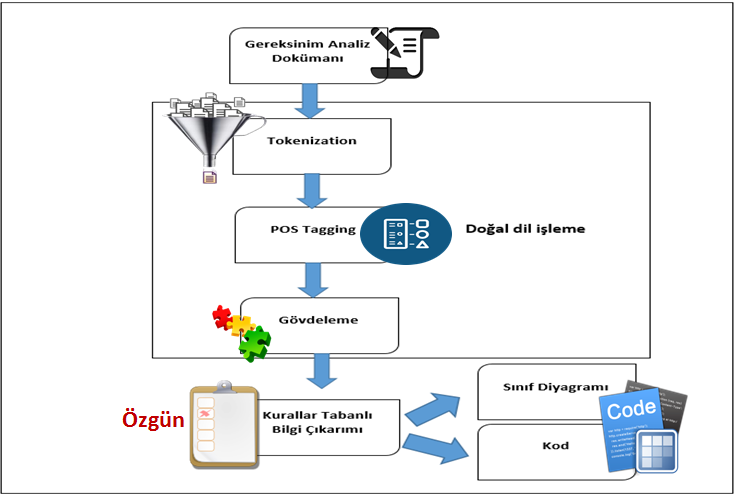 Gereksinim Analiz
Dokümanı
Tokenization
POS Tagging
Doğal dil işleme
Gövdeleme
Özgün
Kurallar Tabanlı
Bilgi Çıkarımı
Sınıf Diyagramı
Code
Kod